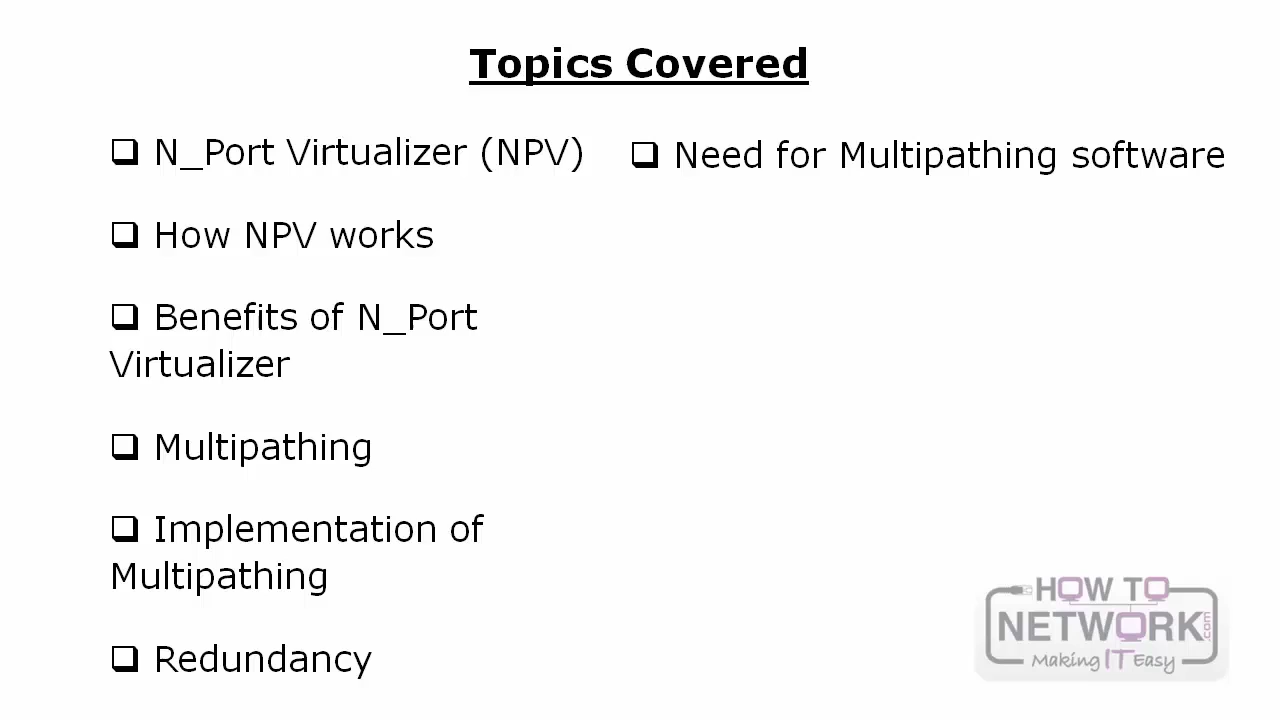 Topics Covered
❑ N_Port Virtualizer (NPV)
❑ How NPV works
❑ Benefits of N_Port
Virtualizer
❑ Multipathing
❑ Implementation of
Multipathing
❑ Redundancy
❑ Need for Multipathing software
HOW TO
NETWORK.com
Making IT Easy